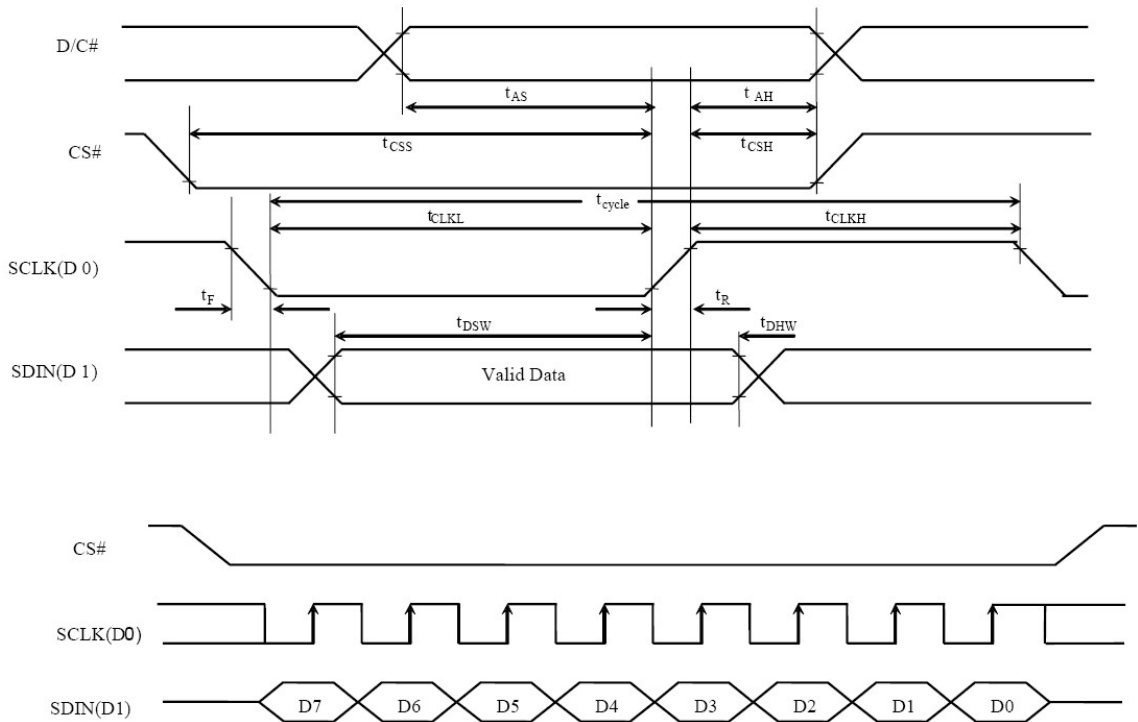 D/C#
tAS
tAH
tCSS
tCSH
CS#
tcycle
tCLKL
tCLKH
SCLK(D 0)
tF
tR
tDSW
tDHW
SDIN(D 1)
Valid Data
CS#
SCLK(D0)
SDIN(D1)
D7 D6 D5 D4 D3 D2 D1 D0